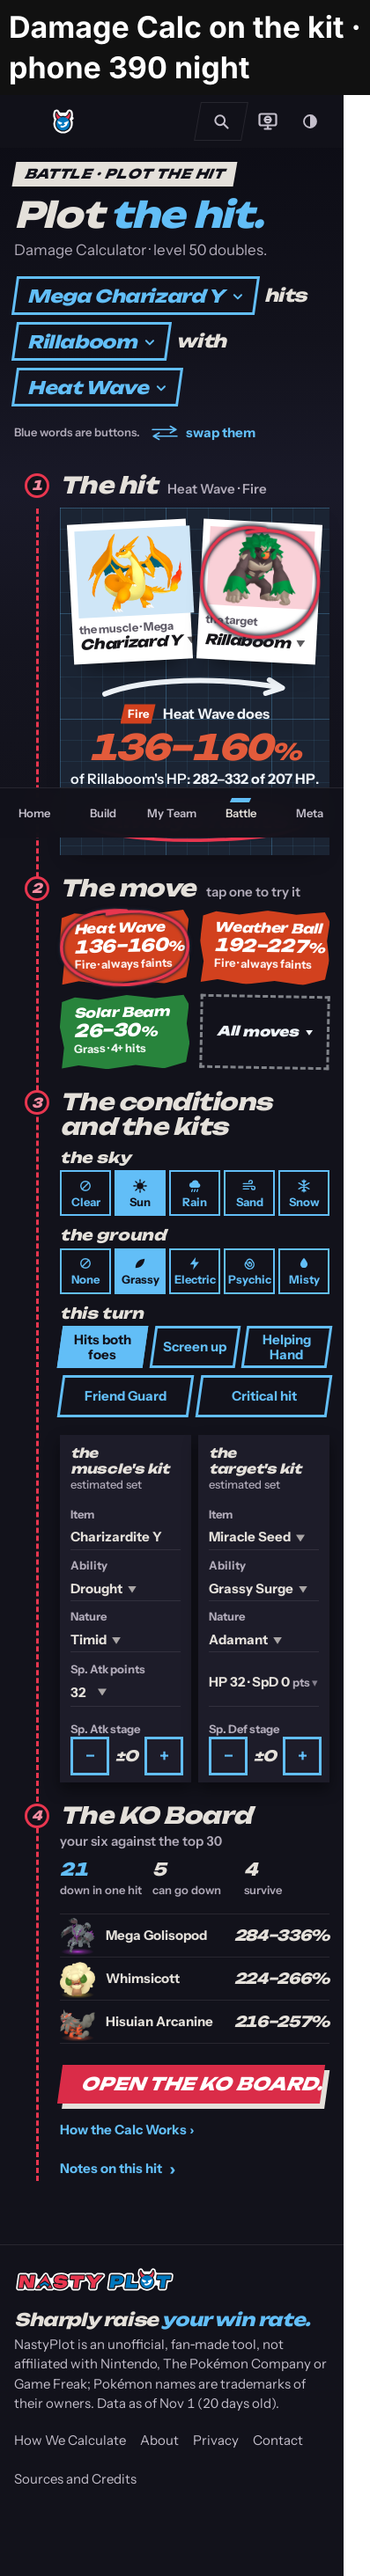 Damage Calc on the kit ·
phone 390 night
BATTLE · PLOT THE HIT
Plot the hit.
Damage Calculator · level 50 doubles.
Mega Charizard Y hits
Rillaboom with
Heat Wave
Blue words are buttons. swap them
1 The hit Heat Wave · Fire
the muscle · Mega
Charizard Y
the target
Rillaboom
Fire Heat Wave does
136–160%
of Rillaboom's HP: 282–332 of 207 HP.
Home Build My Team Battle Meta
2 The move tap one to try it
Heat Wave
136–160%
Fire · always faints
Weather Ball
192–227%
Fire · always faints
Solar Beam
26–30%
Grass · 4+ hits
All moves
3 The conditions
and the kits
the sky
Clear Sun Rain Sand Snow
the ground
None Grassy Electric Psychic Misty
this turn
Hits both
foes
Screen up
Helping
Hand
Friend Guard Critical hit
the
muscle's kit
estimated set
Item
Charizardite Y
Ability
Drought
Nature
Timid
Sp. Atk points
32
Sp. Atk stage
− ±0 +
the
target's kit
estimated set
Item
Miracle Seed
Ability
Grassy Surge
Nature
Adamant
HP 32 · SpD 0 pts
Sp. Def stage
− ±0 +
4 The KO Board
your six against the top 30
21 5 4
down in one hit can go down survive
Mega Golisopod 284–336%
Whimsicott 224–266%
Hisuian Arcanine 216–257%
OPEN THE KO BOARD.
How the Calc Works ›
Notes on this hit ›
NASTY PLOT
Sharply raise your win rate.
NastyPlot is an unofficial, fan-made tool, not
affiliated with Nintendo, The Pokémon Company or
Game Freak; Pokémon names are trademarks of
their owners. Data as of Nov 1 (20 days old).
How We Calculate About Privacy Contact
Sources and Credits